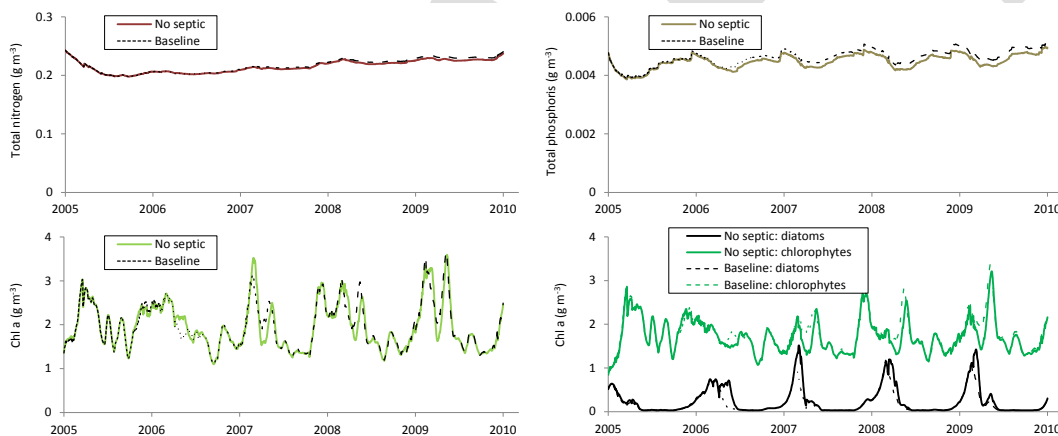 Total nitrogen (g m-3)
0.3
0.2
0.1
0
2005 2006 2007 2008 2009 2010
No septic
Baseline
Total phosphoris (g m-3)
0.006
0.004
0.002
0
2005 2006 2007 2008 2009 2010
No septic
Baseline
Chl a (g m-3)
4
3
2
1
0
2005 2006 2007 2008 2009 2010
No septic
Baseline
Chl a (g m-3)
4
3
2
1
0
2005 2006 2007 2008 2009 2010
No septic: diatoms
No septic: chlorophytes
Baseline: diatoms
Baseline: chlorophytes